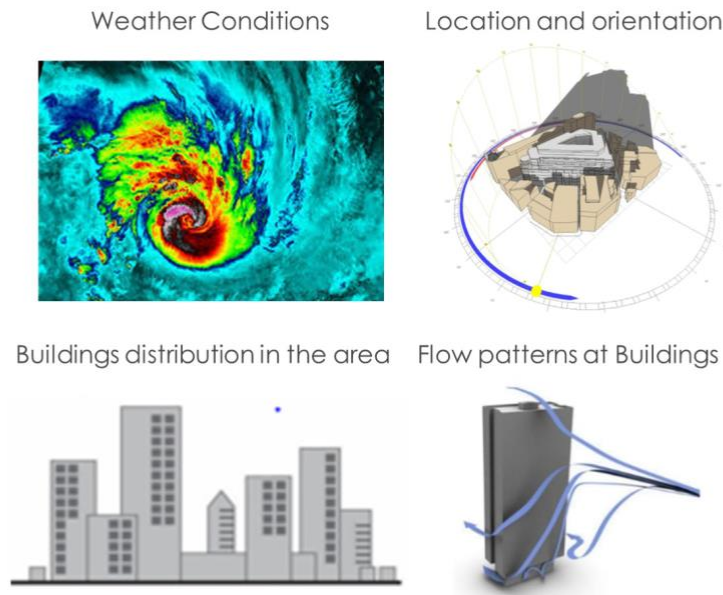 Weather Conditions
Location and orientation
Buildings distribution in the area
Flow patterns at Buildings